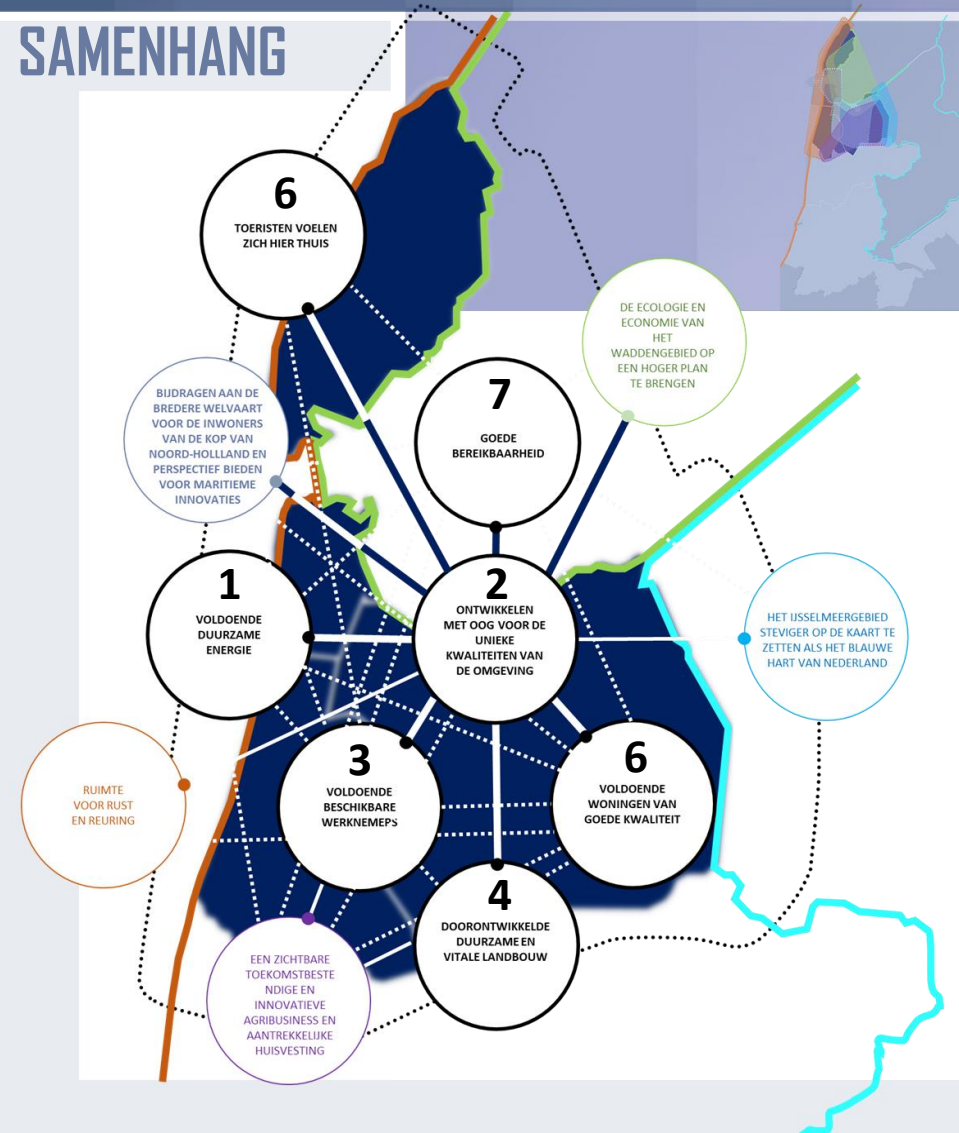 SAMENHANG
6
TOERISTEN VOELEN
ZICH HIER THUIS
DE ECOLOGIE EN
ECONOMIE VAN
HET
WADDENGEBIED OP
EEN HOGER PLAN
TE BRENGEN
BIJDRAGEN AAN DE
BREDERE WELVAART
VOOR DE INWONERS
VAN DE KOP VAN
NOORD-HOLLLAND EN
PERSPECTIEF BIEDEN
VOOR MARITIEME
INNOVATIES
7
GOEDE
BEREIKBAARHEID
1
VOLDOENDE
DUURZAME
ENERGIE
2
ONTWIKKELEN
MET OOG VOOR DE
UNIEKE
KWALITEITEN VAN
DE OMGEVING
HET IJSSELMEERGEBIED
STEVIGER OP DE KAART TE
ZETTEN ALS HET BLAUWE
HART VAN NEDERLAND
RUIMTE
VOOR RUST
EN REURING
3
VOLDOENDE
BESCHIKBARE
WERKNEMEPS
6
VOLDOENDE
WONINGEN VAN
GOEDE KWALITEIT
4
DOORONTWIKKELDE
DUURZAME EN
VITALE LANDBOUW
EEN ZICHTBARE
TOEKOMSTBESTE
NDIGE EN
INNOVATIEVE
AGRIBUSINESS EN
AANTREKKELIJKE
HUISVESTING